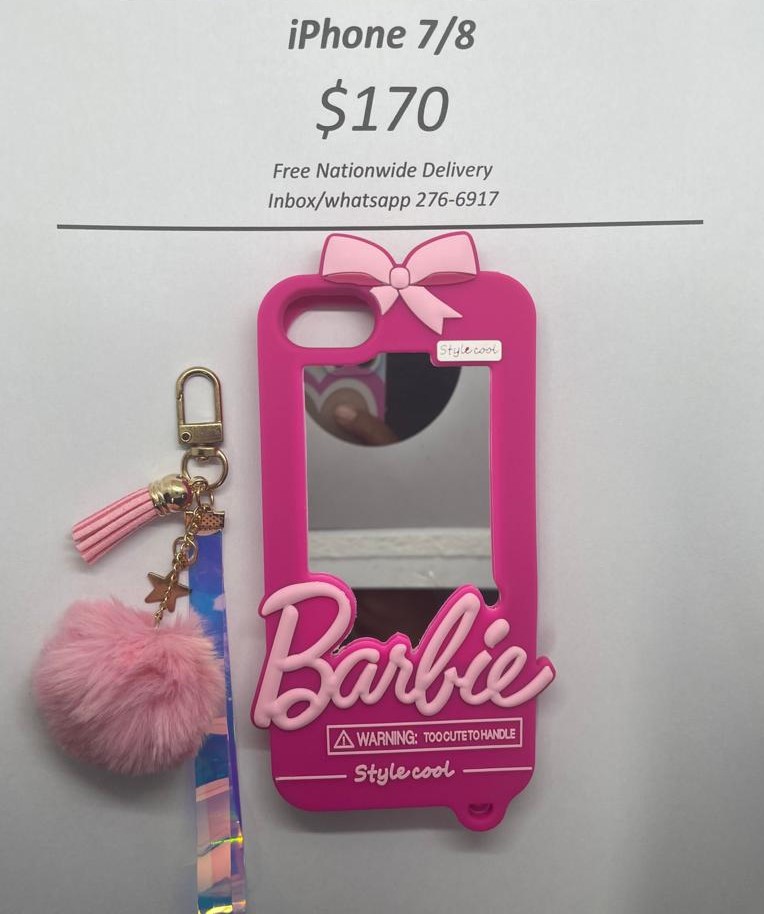 iPhone 7/8
$170
Free Nationwide Delivery
Inbox/whatsapp 276-6917
Style cool
Barbie
WARNING: TOO CUTE TO HANDLE
Style cool